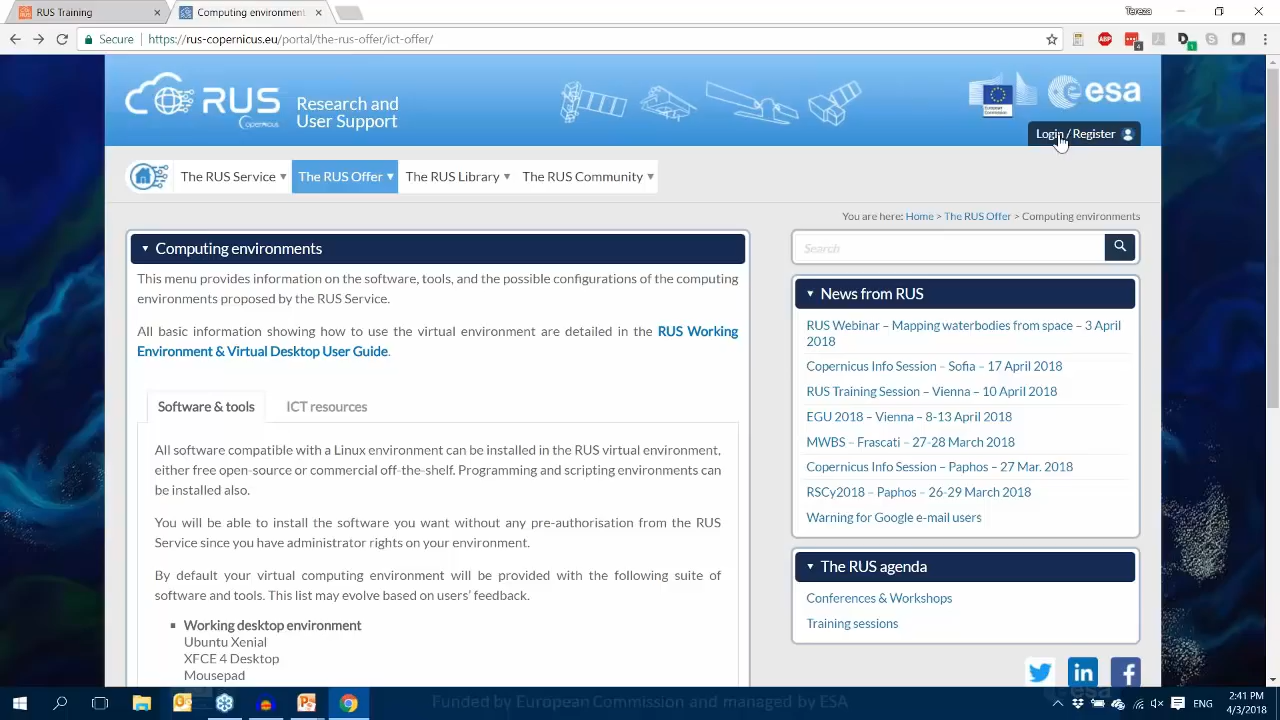 RUS Training
Computing environments
Secure
https://rus-copernicus.eu/portal/the-rus-offer/ict-offer/
RUS
Copernicus
Research and
User Support
European
Commission
esa
Login / Register
The RUS Service
The RUS Offer
The RUS Library
The RUS Community
You are here: Home > The RUS Offer > Computing environments
Computing environments
This menu provides information on the software, tools, and the possible configurations of the computing
environments proposed by the RUS Service.
All basic information showing how to use the virtual environment are detailed in the RUS Working
Environment & Virtual Desktop User Guide.
Software & tools
ICT resources
All software compatible with a Linux environment can be installed in the RUS virtual environment,
either free open-source or commercial off-the-shelf. Programming and scripting environments can
be installed also.
You will be able to install the software you want without any pre-authorisation from the RUS
Service since you have administrator rights on your environment.
By default your virtual computing environment will be provided with the following suite of
software and tools. This list may evolve based on users' feedback.
Working desktop environment
Ubuntu Xenial
XFCE 4 Desktop
Mousepad
Search
News from RUS
RUS Webinar – Mapping waterbodies from space – 3 April
2018
Copernicus Info Session – Sofia – 17 April 2018
RUS Training Session – Vienna – 10 April 2018
EGU 2018 – Vienna – 8-13 April 2018
MWBS – Frascati – 27-28 March 2018
Copernicus Info Session – Paphos – 27 Mar. 2018
RSCy2018 – Paphos – 26-29 March 2018
Warning for Google e-mail users
The RUS agenda
Conferences & Workshops
Training sessions
esa
Funded by European Commission and managed by ESA
ENG
2:41 PM
4/3/2018